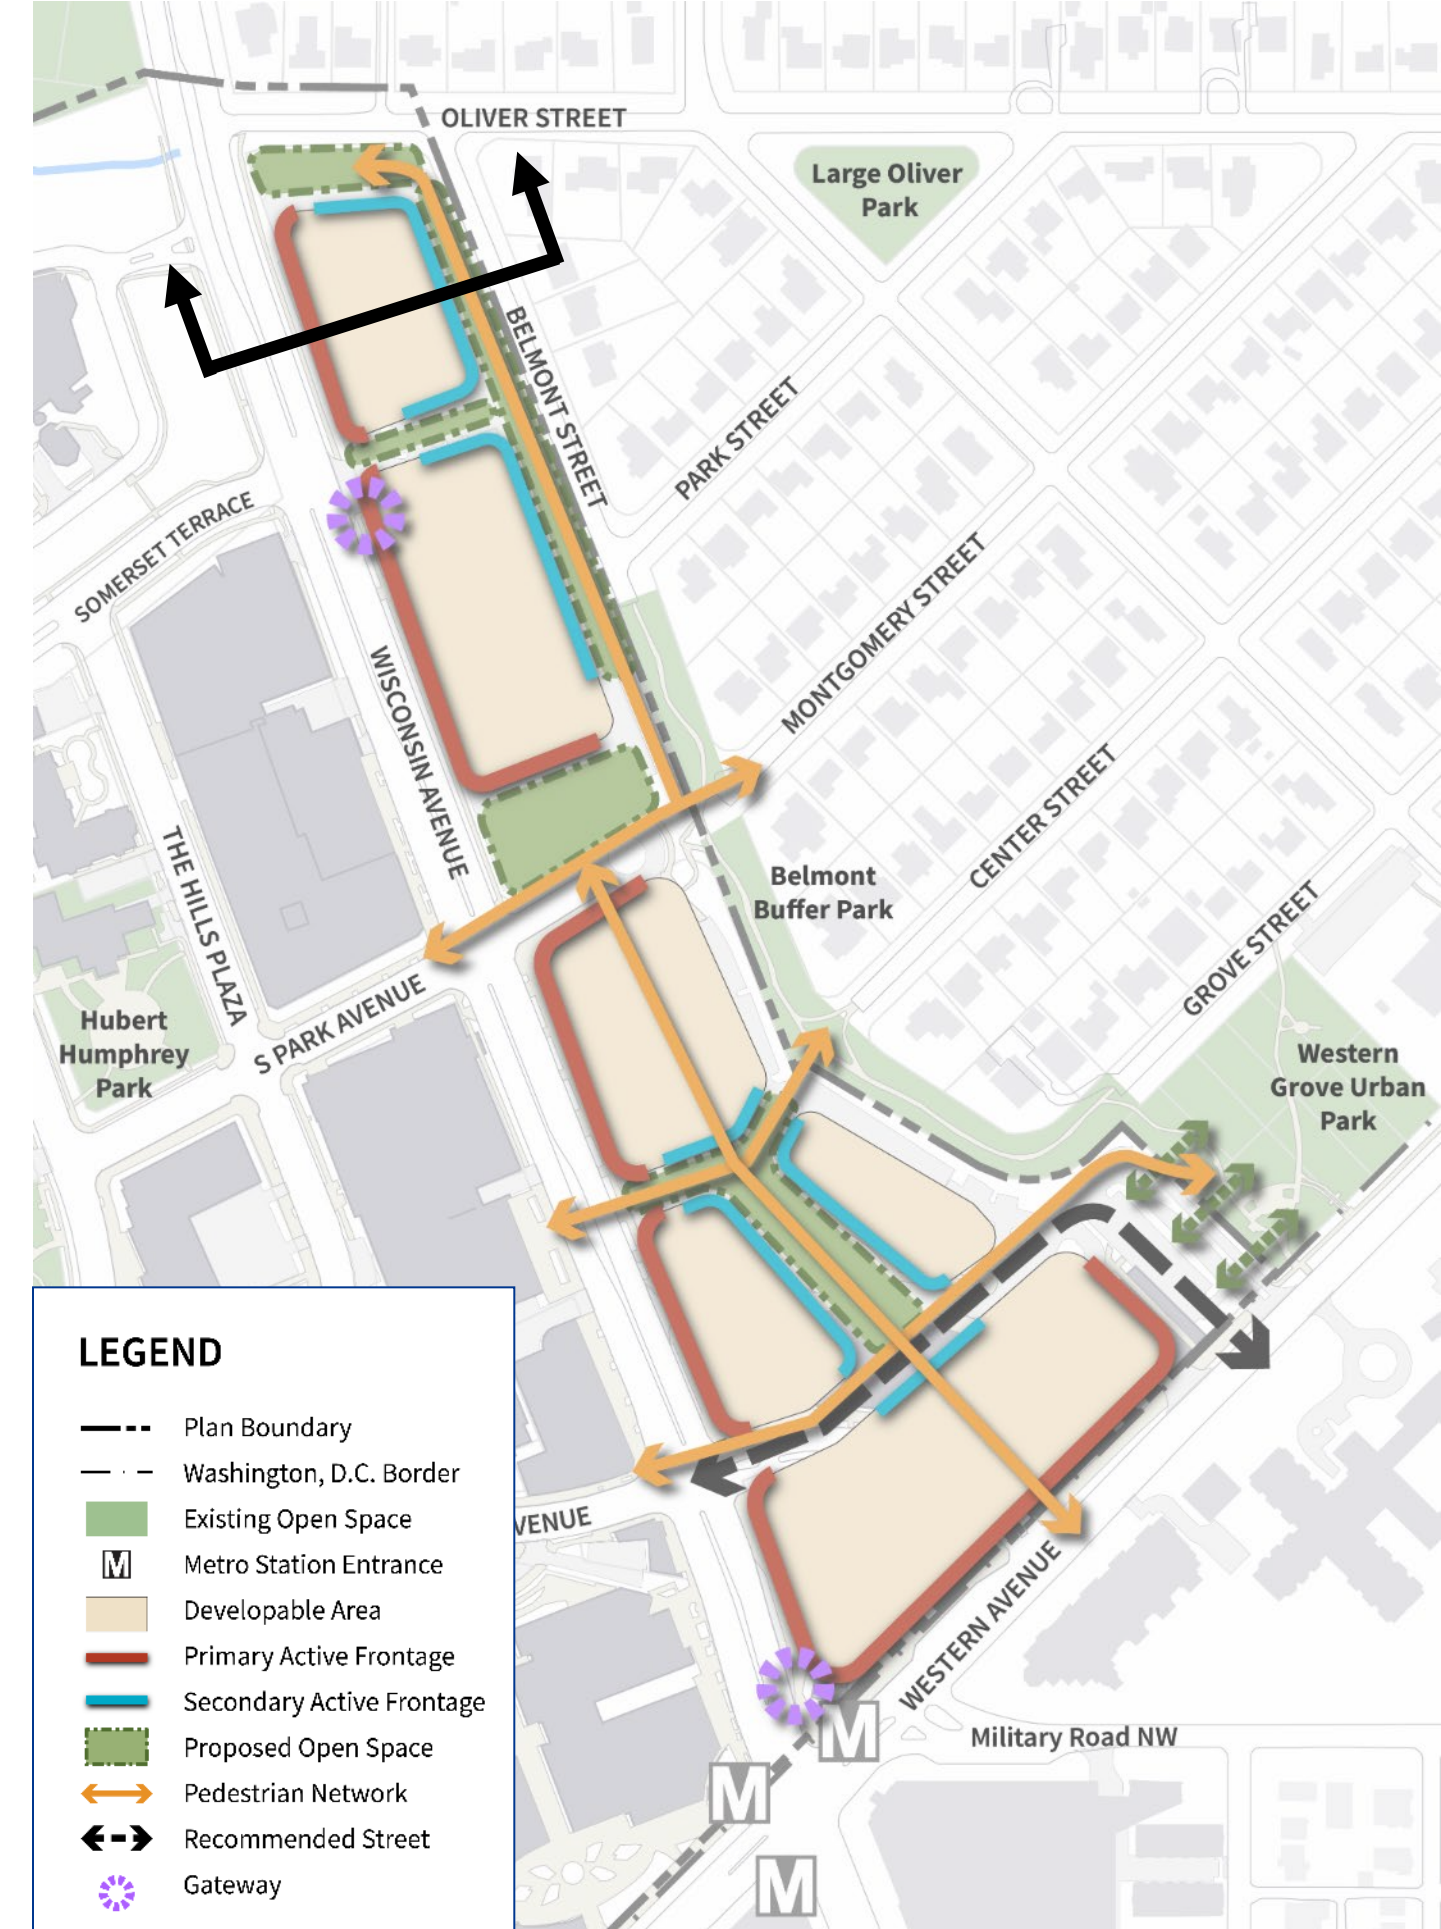 OLIVER STREET
Large Oliver
Park
BELMONT STREET
PARK STREET
SOMERSET TERRACE
MONTGOMERY STREET
WISCONSIN AVENUE
CENTER STREET
THE HILLS PLAZA
Belmont
Buffer Park
GROVE STREET
S PARK AVENUE
Hubert
Humphrey
Park
Western
Grove Urban
Park
VENUE
WESTERN AVENUE
Military Road NW
M
M
M
LEGEND
Plan Boundary
Washington, D.C. Border
Existing Open Space
M Metro Station Entrance
Developable Area
Primary Active Frontage
Secondary Active Frontage
Proposed Open Space
Pedestrian Network
Recommended Street
Gateway